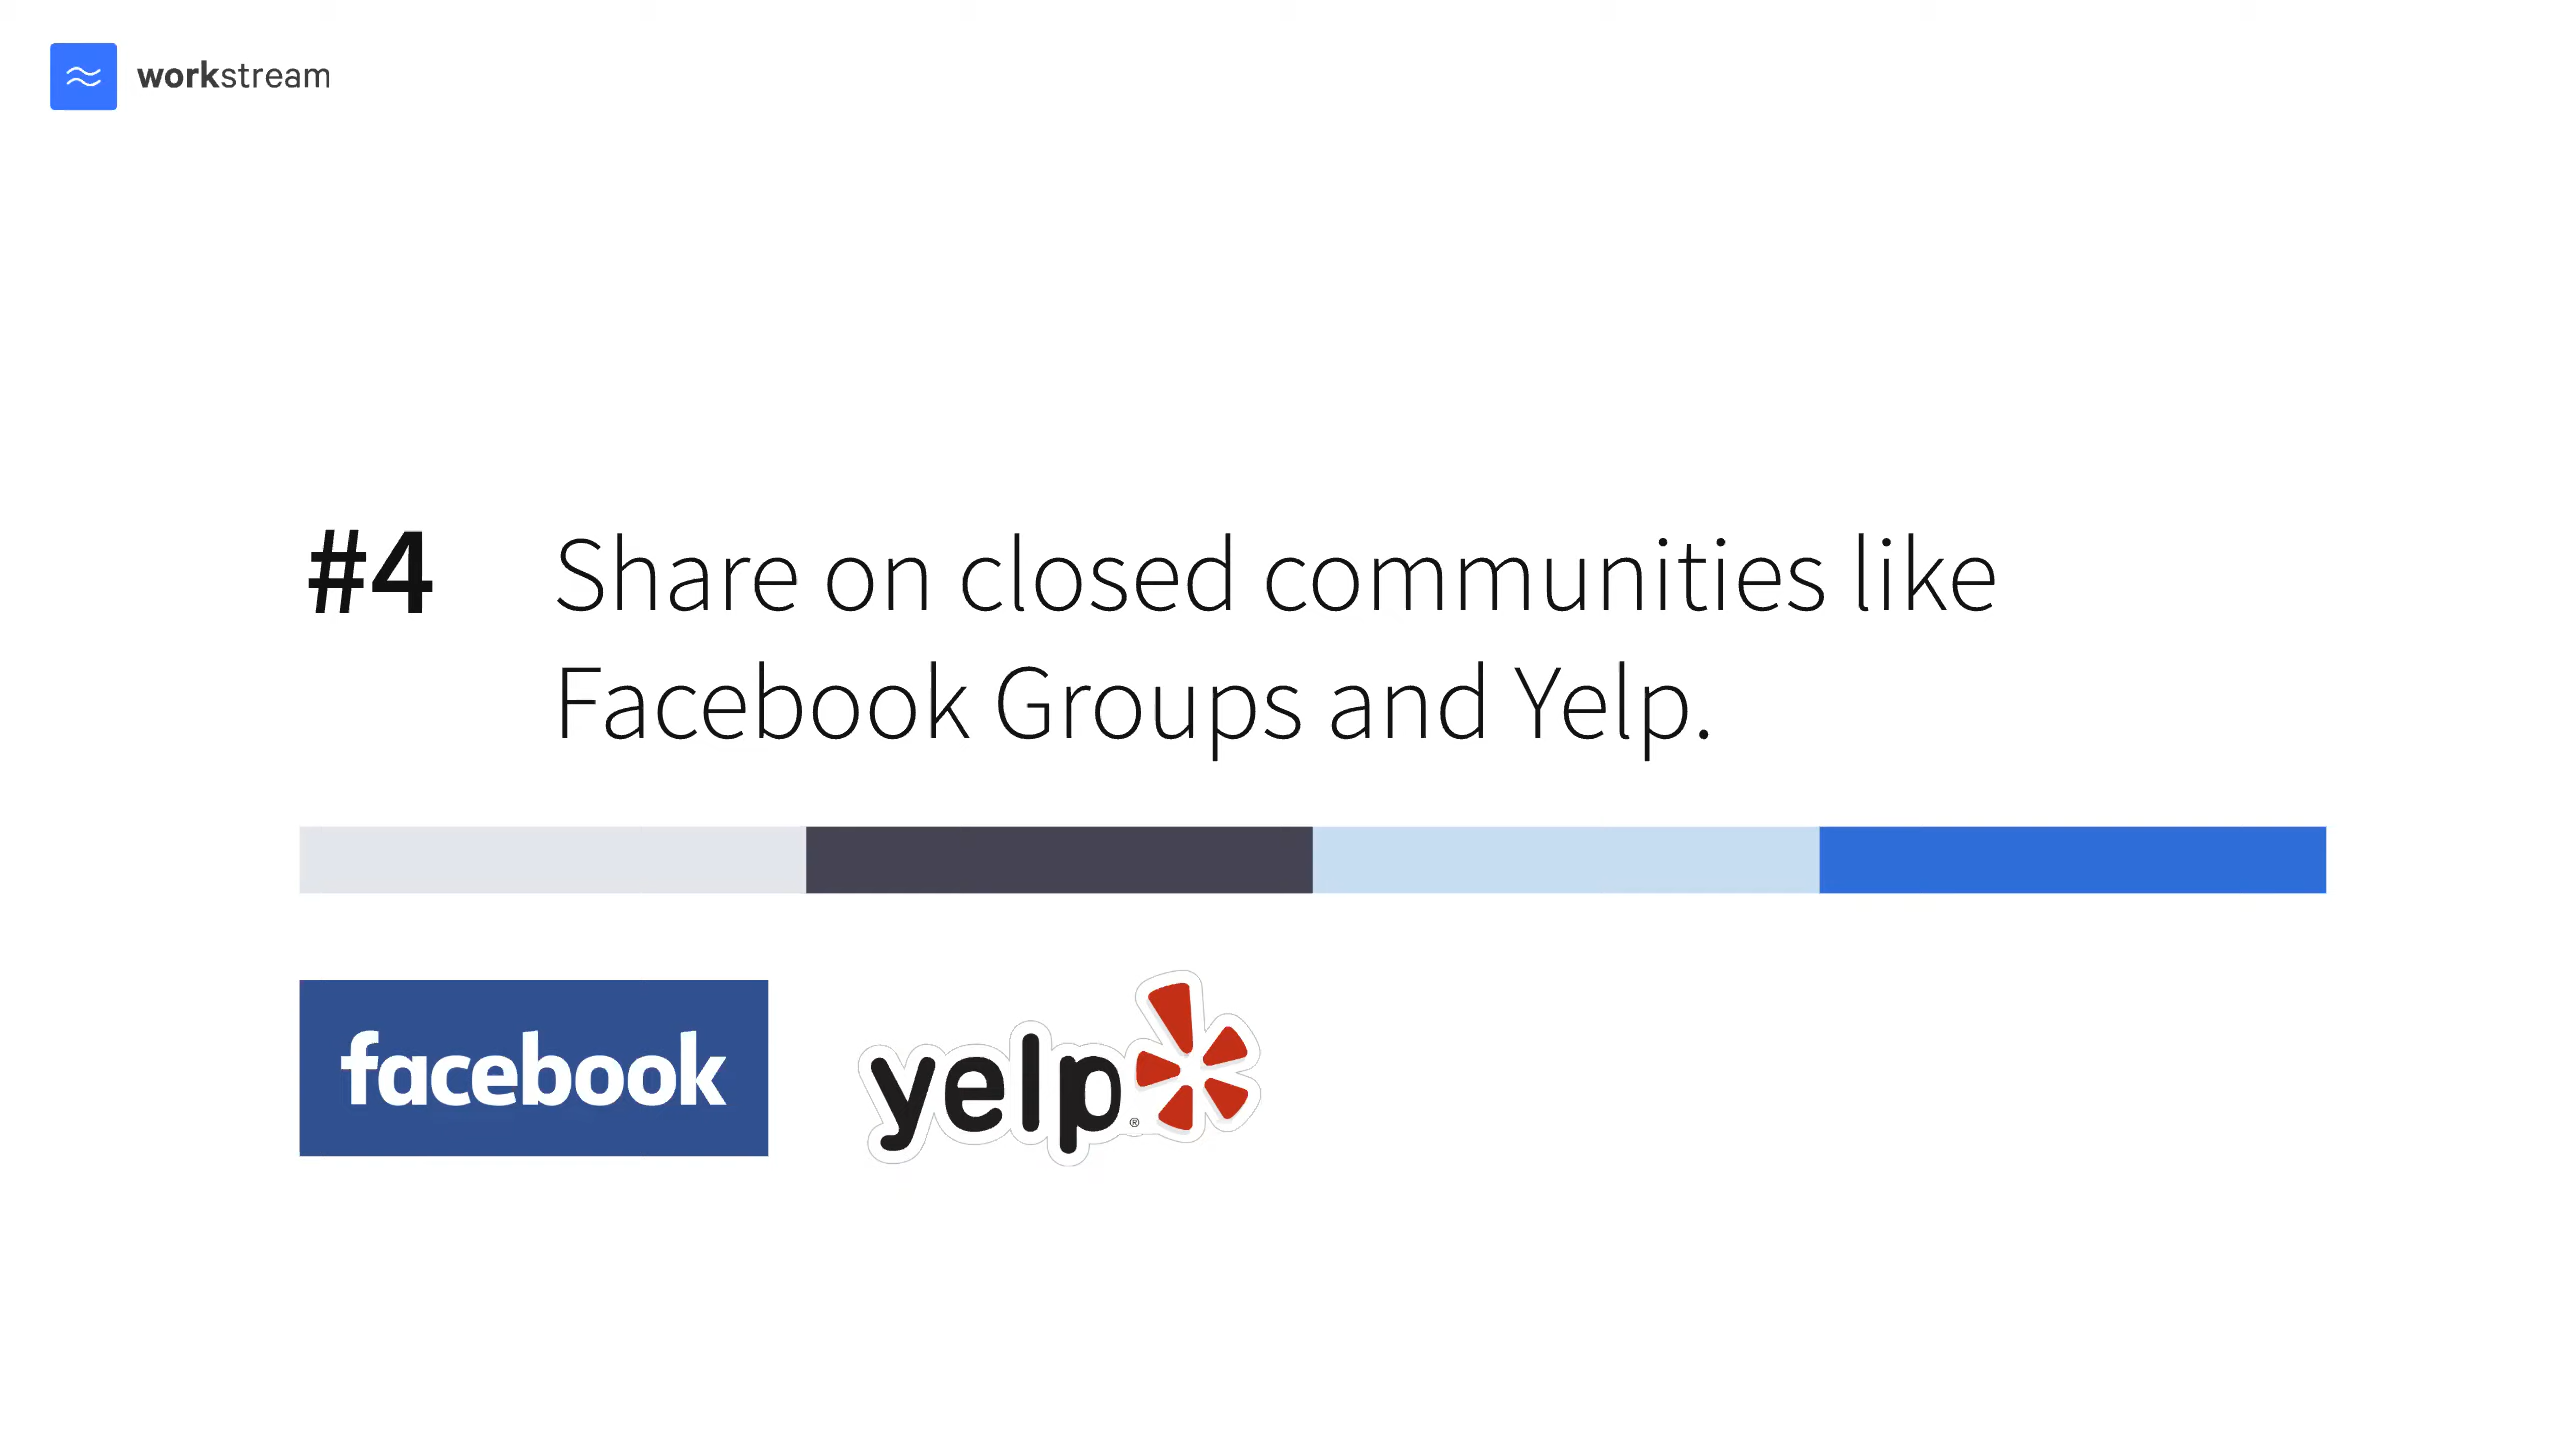 workstream
#4 Share on closed communities like
Facebook Groups and Yelp.
facebook
yelp®